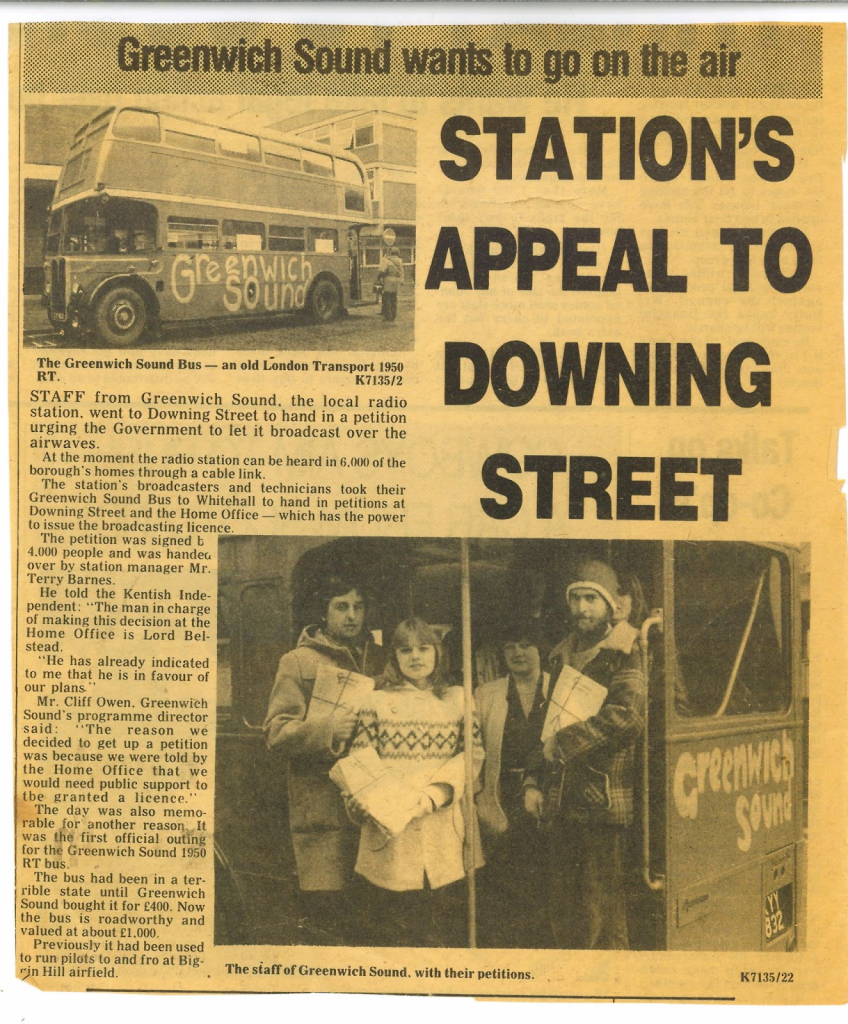 Greenwich Sound wants to go on the air
STATION'S
APPEAL TO
DOWNING
STREET
Greenwich
Sound
The Greenwich Sound Bus — an old London Transport 1950
RT. K7135/2
STAFF from Greenwich Sound, the local radio
station, went to Downing Street to hand in a petition
urging the Government to let it broadcast over the
airwaves.
At the moment the radio station can be heard in 6,000 of the
borough's homes through a cable link.
The station's broadcasters and technicians took their
Greenwich Sound Bus to Whitehall to hand in petitions at
Downing Street and the Home Office — which has the power
to issue the broadcasting licence.
The petition was signed b
4,000 people and was handed
over by station manager Mr.
Terry Barnes.
He told the Kentish Inde-
pendent: "The man in charge
of making this decision at the
Home Office is Lord Bel-
stead.
"He has already indicated
to me that he is in favour of
our plans."
Mr. Cliff Owen, Greenwich
Sound's programme director
said: "The reason we
decided to get up a petition
was because we were told by
the Home Office that we
would need public support to
tbe granted a licence."
The day was also memo-
rable for another reason. It
was the first official outing
for the Greenwich Sound 1950
RT bus.
The bus had been in a ter-
rible state until Greenwich
Sound bought it for £400. Now
the bus is roadworthy and
valued at about £1,000.
Previously it had been used
to run pilots to and fro at Big-
gin Hill airfield.
Greenwich
Sound
YY
832
The staff of Greenwich Sound, with their petitions. K7135/22